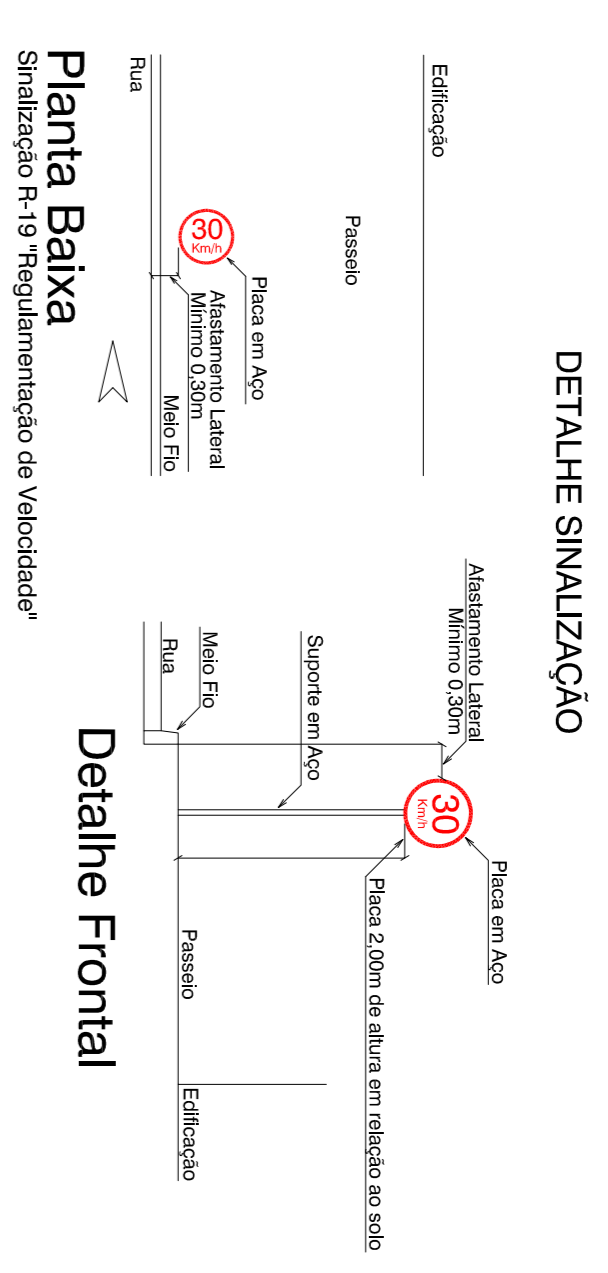 DETALHE SINALIZAÇÃO
Edificação
Passeio
Placa em Aço
30
Km/h
Afastamento Lateral
Mínimo 0,30m
Meio Fio
Rua
Planta Baixa
Sinalização R-19 "Regulamentação de Velocidade"
Afastamento Lateral
Mínimo 0,30m
Placa em Aço
30
Km/h
Placa 2,00m de altura em relação ao solo
Suporte em Aço
Meio Fio
Rua
Passeio
Edificação
Detalhe Frontal